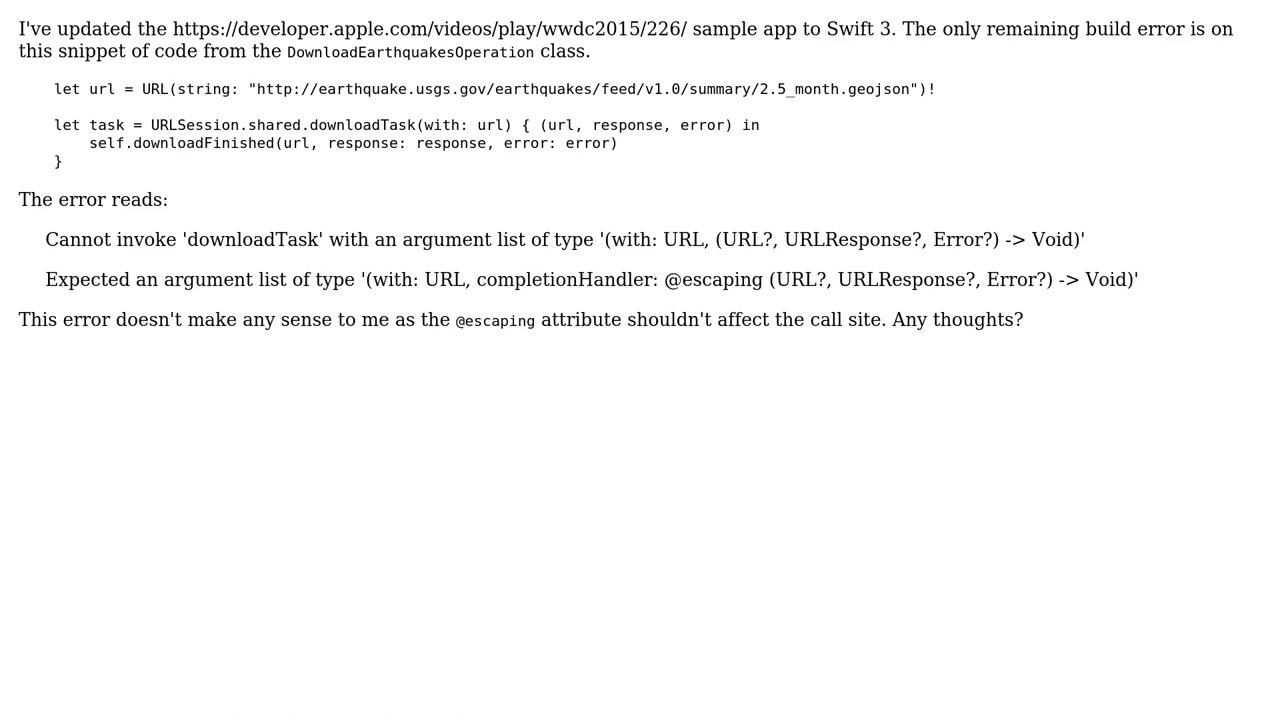 I've updated the https://developer.apple.com/videos/play/wwdc2015/226/ sample app to Swift 3. The only remaining build error is on
this snippet of code from the DownloadEarthquakesOperation class.
let url = URL(string: "http://earthquake.usgs.gov/earthquakes/feed/v1.0/summary/2.5_month.geojson")!
let task = URLSession.shared.downloadTask(with: url) { (url, response, error) in
    self.downloadFinished(url, response: response, error: error)
}
The error reads:
Cannot invoke 'downloadTask' with an argument list of type '(with: URL, (URL?, URLResponse?, Error?) -> Void)'
Expected an argument list of type '(with: URL, completionHandler: @escaping (URL?, URLResponse?, Error?) -> Void)'
This error doesn't make any sense to me as the @escaping attribute shouldn't affect the call site. Any thoughts?